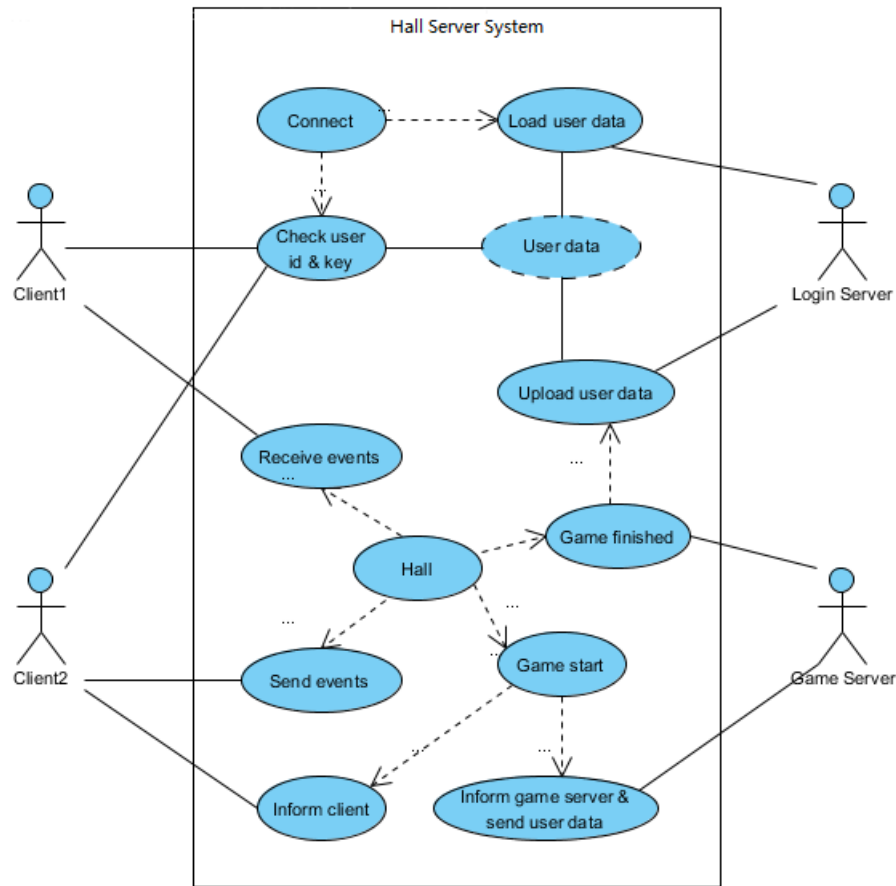 Hall Server System
Connect
...
Load user data
...
Check user
id & key
User data
Client1
Login Server
Upload user data
Receive events
...
...
Game finished
Hall
...
...
Game start
...
Client2
Send events
Game Server
...
...
Inform client
Inform game server &
send user data